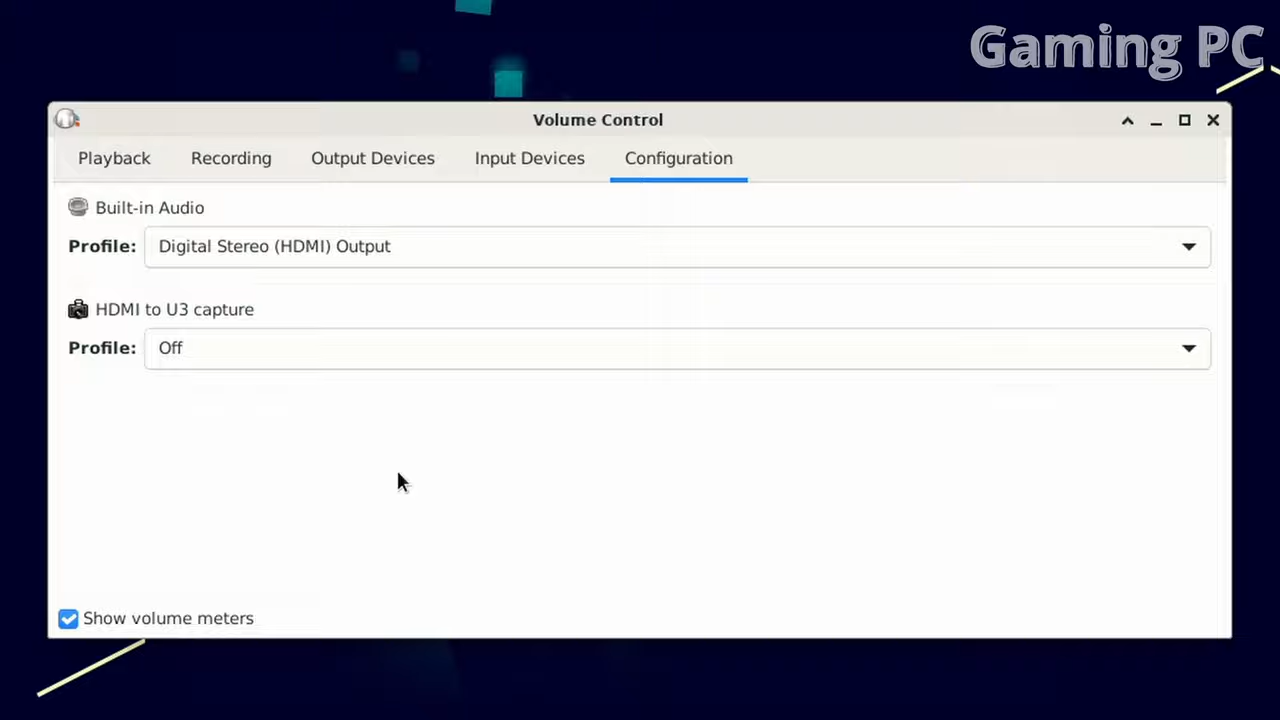 Gaming PC
Volume Control
Playback Recording Output Devices Input Devices Configuration
Built-in Audio
Profile: Digital Stereo (HDMI) Output
HDMI to U3 capture
Profile: Off
Show volume meters